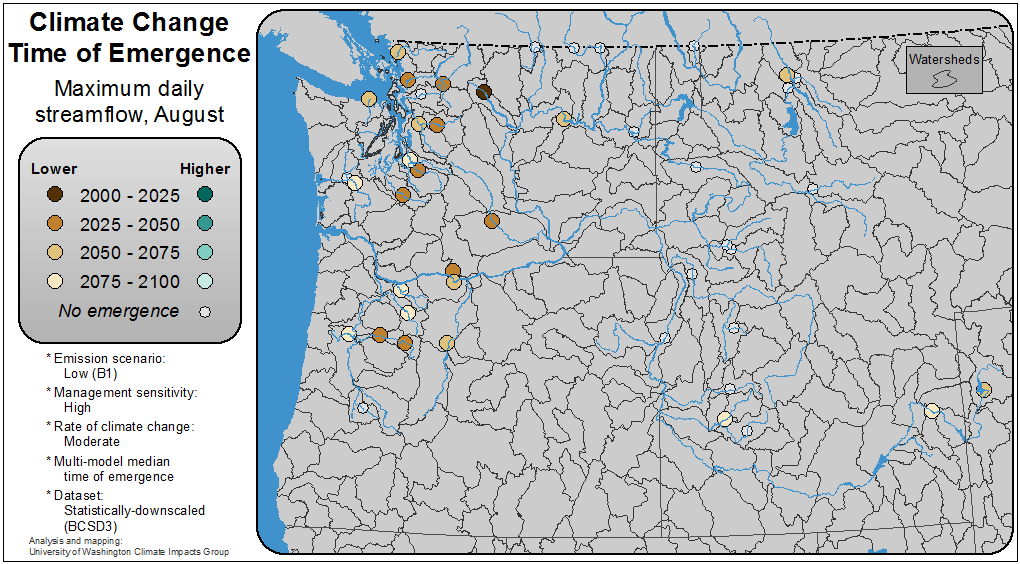 Climate Change
Time of Emergence
Maximum daily
streamflow, August
Lower Higher
2000 - 2025
2025 - 2050
2050 - 2075
2075 - 2100
No emergence
* Emission scenario:
Low (B1)
* Management sensitivity:
High
* Rate of climate change:
Moderate
* Multi-model median
time of emergence
* Dataset:
Statistically-downscaled
(BCSD3)
Analysis and mapping:
University of Washington Climate Impacts Group
Watersheds